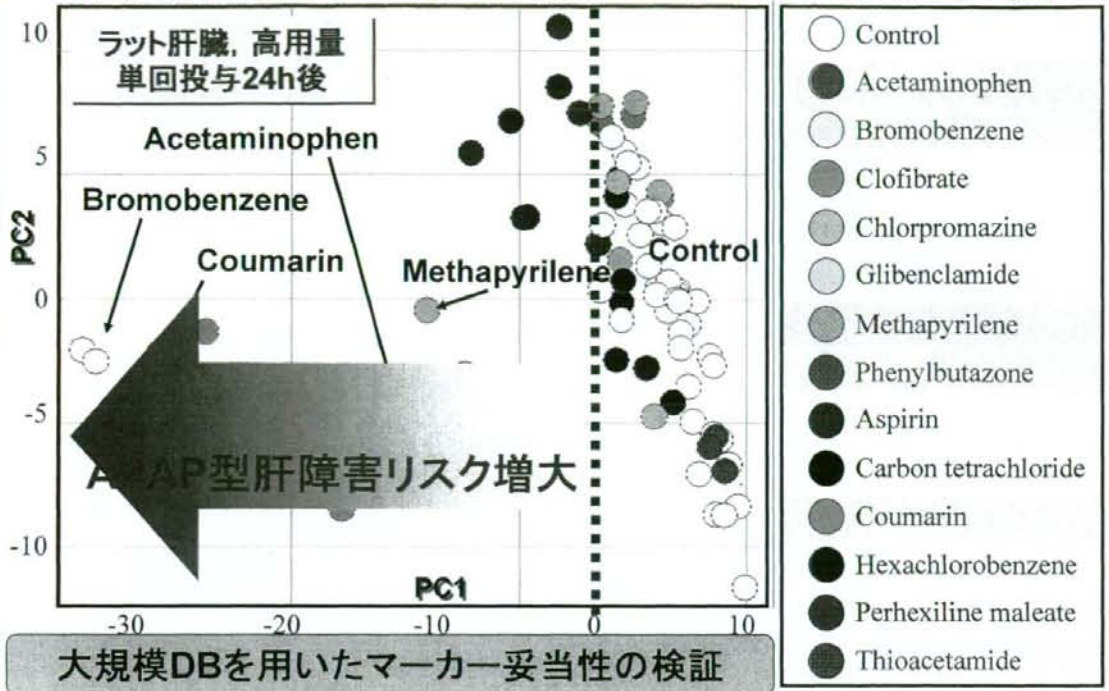 ラット肝臓, 高用量
単回投与24h後
Acetaminophen
Bromobenzene
Coumarin
Methapyrilene
Control
PC2
10
5
0
-5
-10
AP型肝障害リスク増大
PC1
-30
-20
-10
0
10
大規模DBを用いたマーカー妥当性の検証
Control
Acetaminophen
Bromobenzene
Clofibrate
Chlorpromazine
Glibenclamide
Methapyrilene
Phenylbutazone
Aspirin
Carbon tetrachloride
Coumarin
Hexachlorobenzene
Perhexiline maleate
Thioacetamide